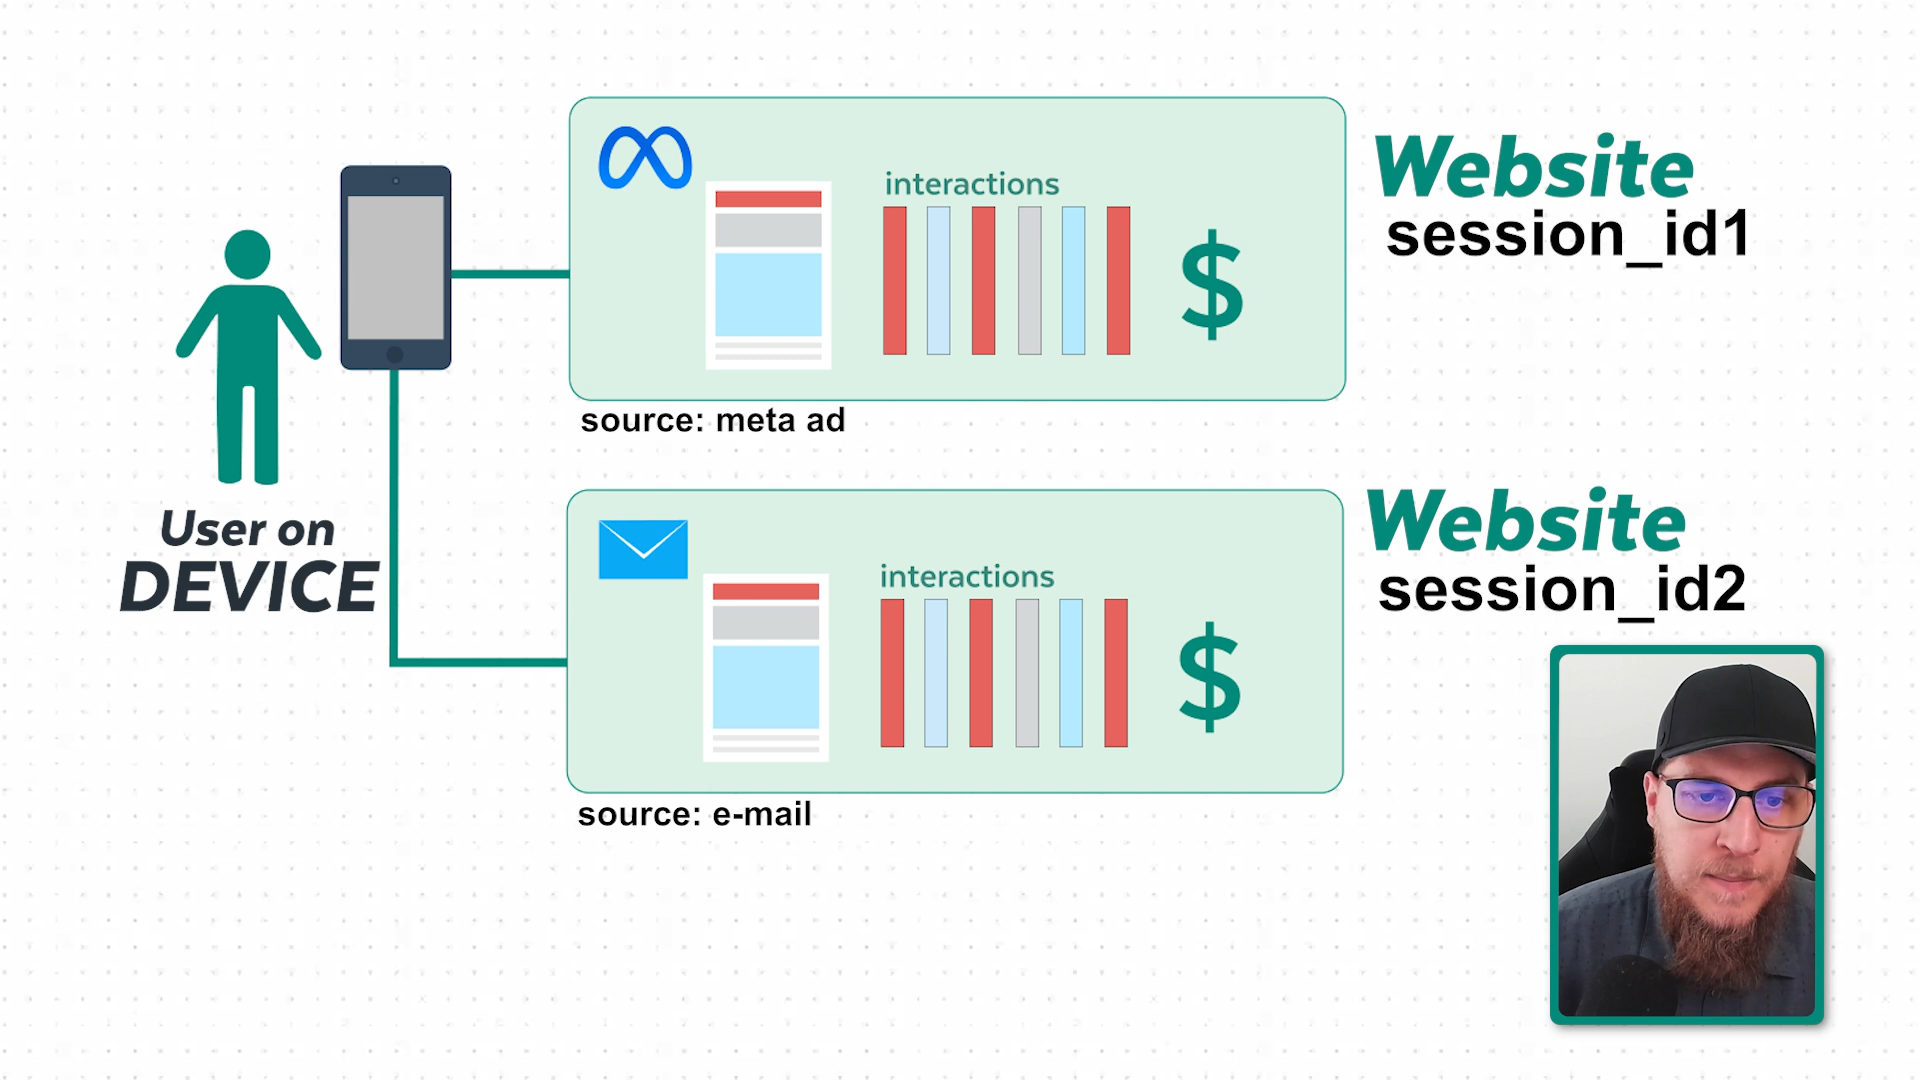 Website
session_id1
interactions
$
source: meta ad
User on
DEVICE
Website
session_id2
interactions
$
source: e-mail